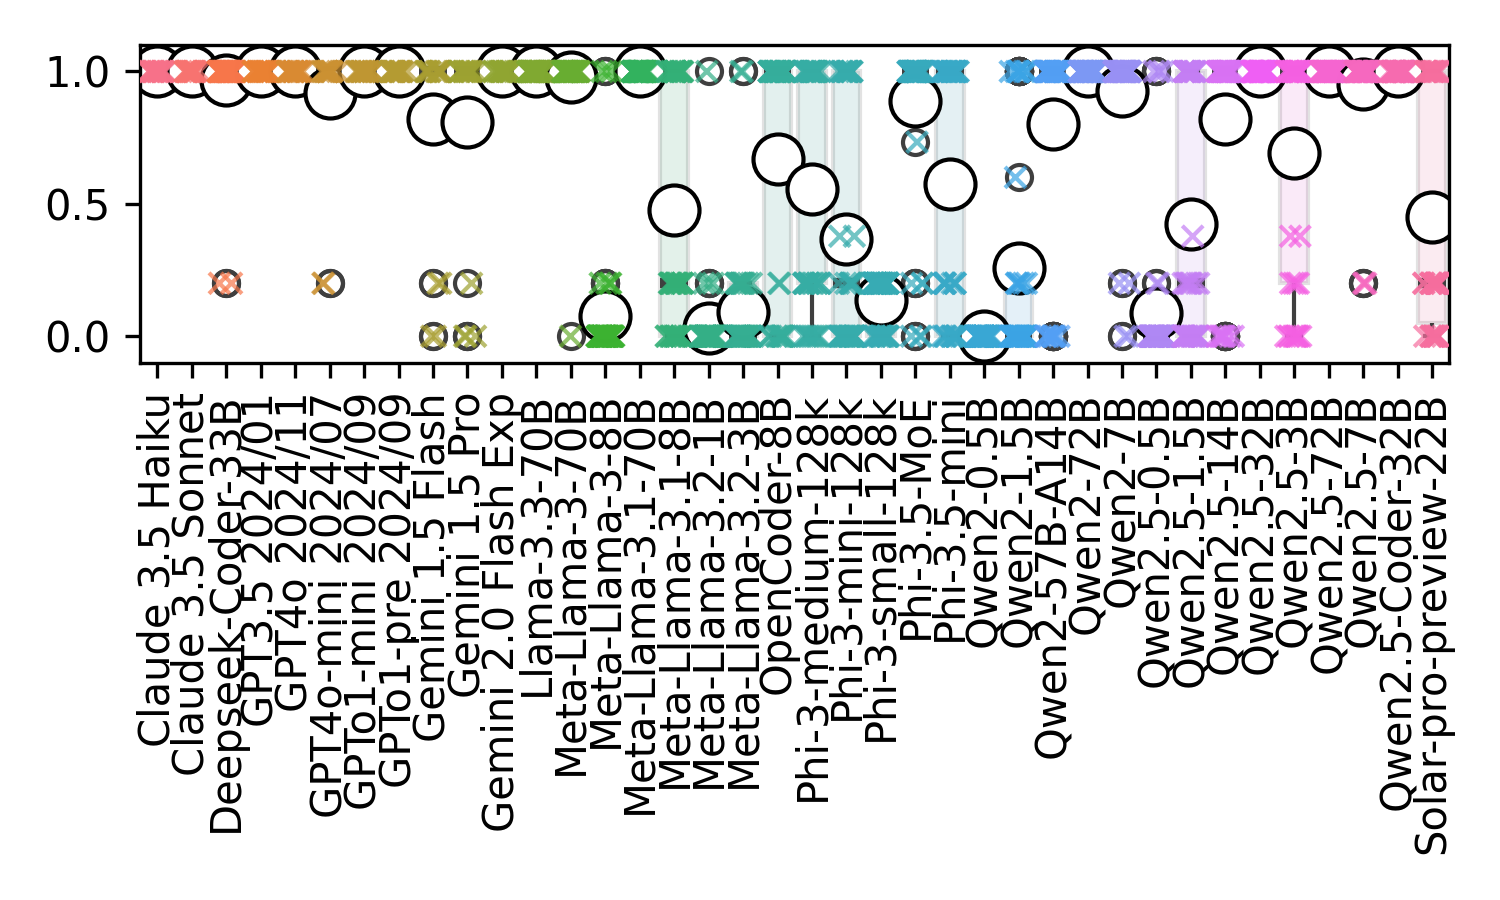 1.0
0.5
0.0
Claude 3.5 Haiku
Claude 3.5 Sonnet
Deepseek-Coder-33B
GPT3.5 2024/01
GPT4o 2024/11
GPT4o-mini 2024/07
GPTo1-mini 2024/09
GPTo1-pre 2024/09
Gemini 1.5 Flash
Gemini 1.5 Pro
Gemini 2.0 Flash Exp
Llama-3.3-70B
Meta-Llama-3-70B
Meta-Llama-3-8B
Meta-Llama-3.1-70B
Meta-Llama-3.1-8B
Meta-Llama-3.2-1B
Meta-Llama-3.2-3B
OpenCoder-8B
Phi-3-medium-128k
Phi-3-mini-128k
Phi-3-small-128k
Phi-3.5-MoE
Phi-3.5-mini
Qwen2-0.5B
Qwen2-1.5B
Qwen2-57B-A14B
Qwen2-72B
Qwen2-7B
Qwen2.5-0.5B
Qwen2.5-1.5B
Qwen2.5-14B
Qwen2.5-32B
Qwen2.5-3B
Qwen2.5-72B
Qwen2.5-7B
Qwen2.5-Coder-32B
Solar-pro-preview-22B